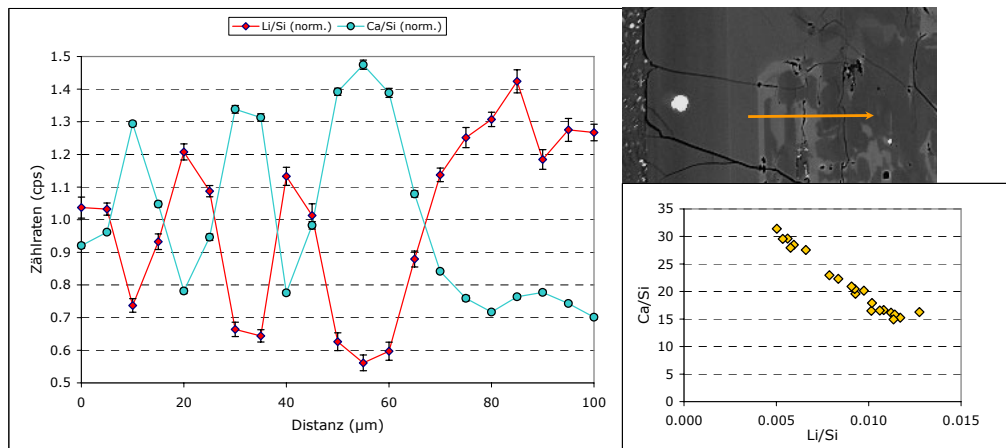 Li/Si (norm.) Ca/Si (norm.)
Zählraten (cps)
1.5
1.4
1.3
1.2
1.1
1.0
0.9
0.8
0.7
0.6
0.5
0 20 40 60 80 100
Distanz (µm)
Ca/Si
35
30
25
20
15
10
5
0
0.000 0.005 0.010 0.015
Li/Si